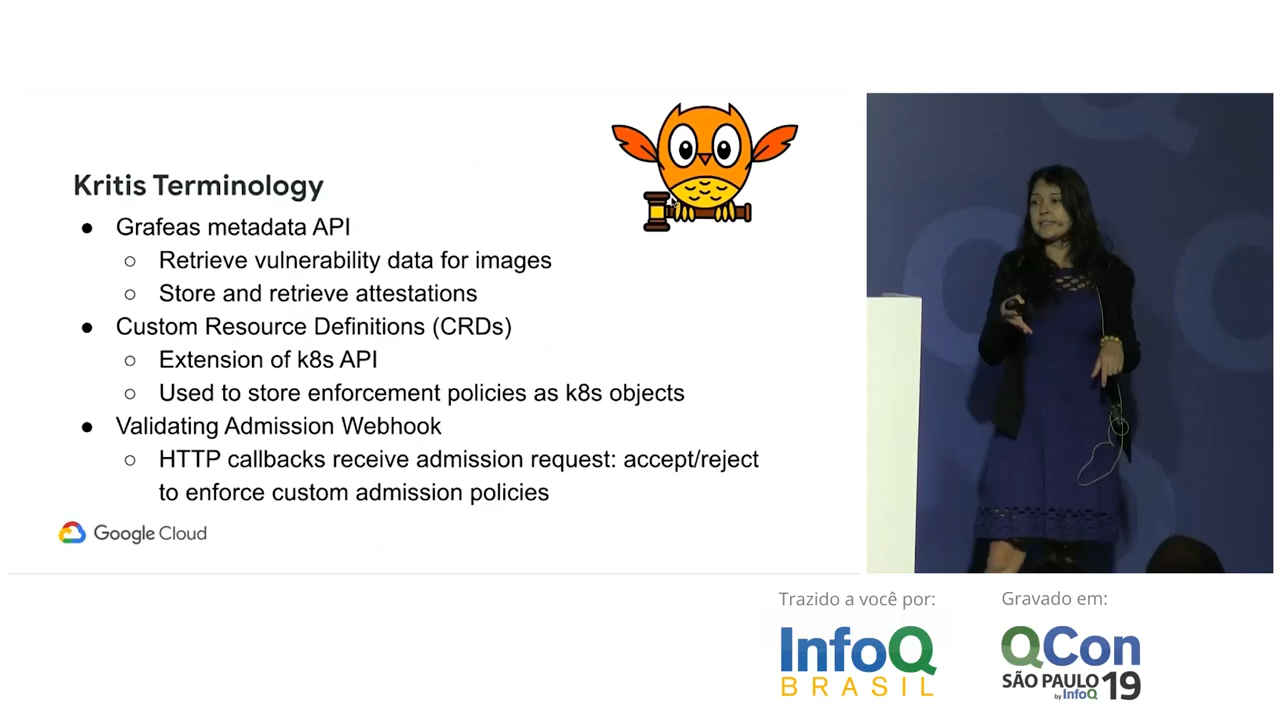 Kritis Terminology
● Grafeas metadata API
○ Retrieve vulnerability data for images
○ Store and retrieve attestations
● Custom Resource Definitions (CRDs)
○ Extension of k8s API
○ Used to store enforcement policies as k8s objects
● Validating Admission Webhook
○ HTTP callbacks receive admission request: accept/reject
to enforce custom admission policies
Google Cloud
Trazido a você por:
InfoQ
BRASIL
Gravado em:
QCon
SÃO PAULO 19
by InfoQ